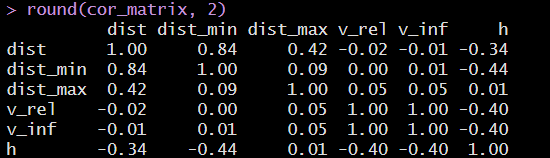 > round(cor_matrix, 2)
dist dist_min dist_max v_rel v_inf h
dist 1.00 0.84 0.42 -0.02 -0.01 -0.34
dist_min 0.84 1.00 0.09 0.00 0.01 -0.44
dist_max 0.42 0.09 1.00 0.05 0.05 0.01
v_rel -0.02 0.00 0.05 1.00 1.00 -0.40
v_inf -0.01 0.01 0.05 1.00 1.00 -0.40
h -0.34 -0.44 0.01 -0.40 -0.40 1.00